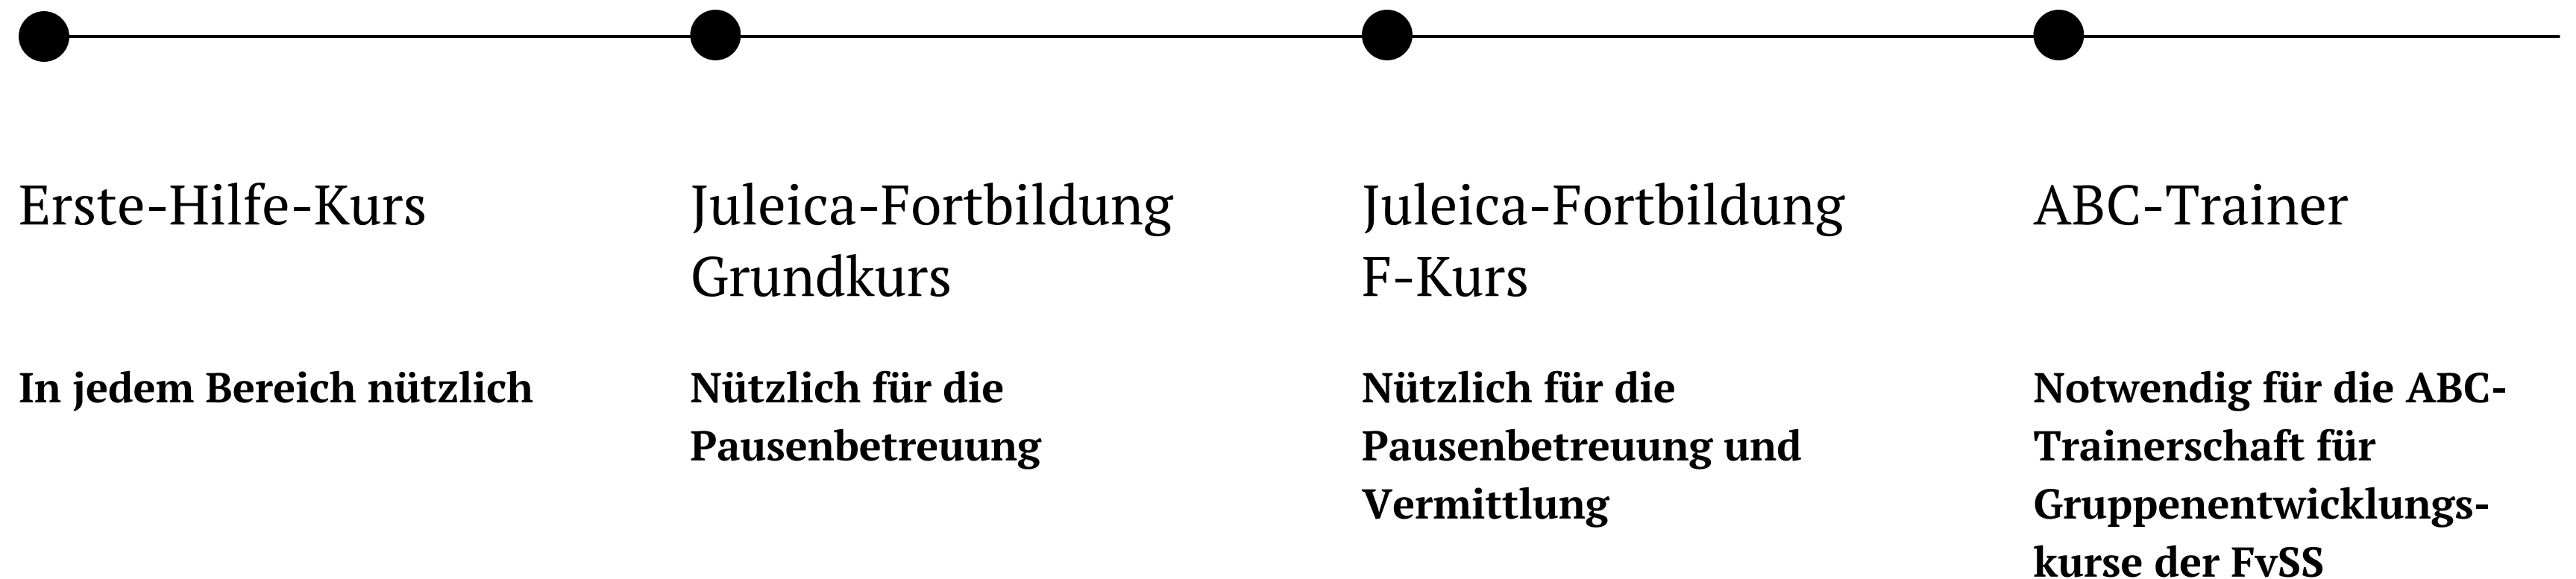 Erste-Hilfe-Kurs
In jedem Bereich nützlich
Juleica-Fortbildung
Grundkurs
Nützlich für die
Pausenbetreuung
Juleica-Fortbildung
F-Kurs
Nützlich für die
Pausenbetreuung und
Vermittlung
ABC-Trainer
Notwendig für die ABC-
Trainerschaft für
Gruppenentwicklungs-
kurse der FvSS